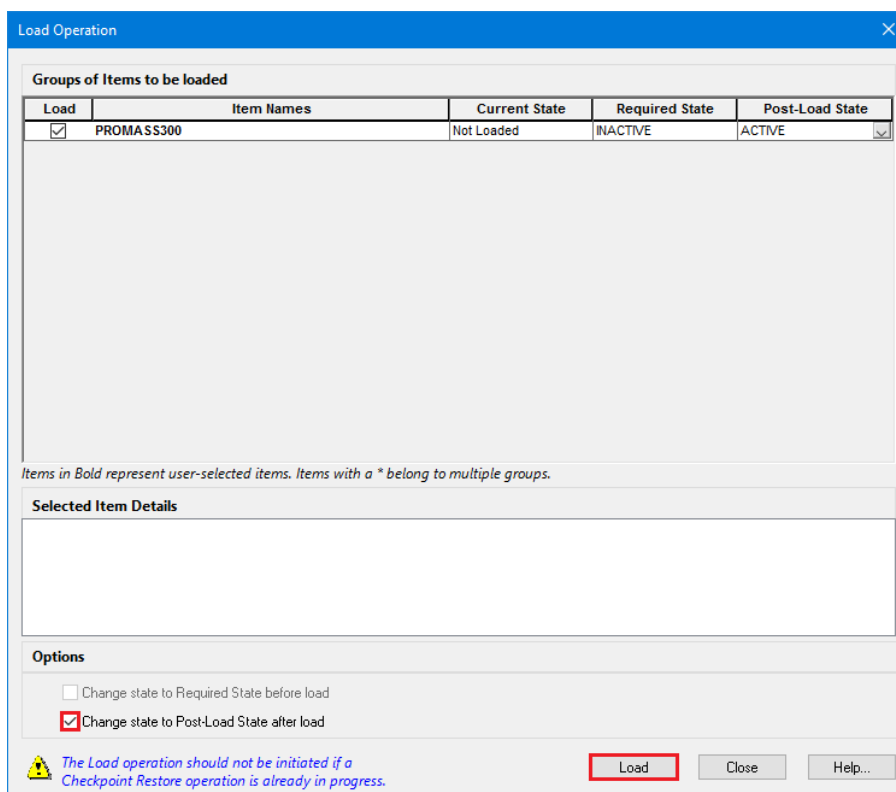 Load Operation
Groups of Items to be loaded
Load Item Names Current State Required State Post-Load State
PROMASS300 Not Loaded INACTIVE ACTIVE
Items in Bold represent user-selected items. Items with a * belong to multiple groups.
Selected Item Details
Options
Change state to Required State before load
Change state to Post-Load State after load
The Load operation should not be initiated if a
Checkpoint Restore operation is already in progress.
Load Close Help...